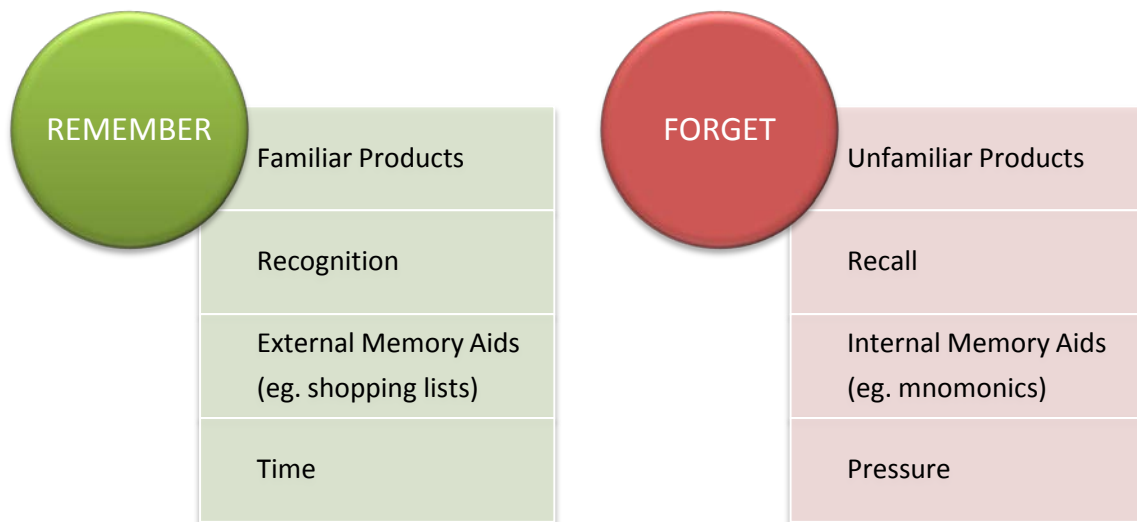 REMEMBER
Familiar Products
Recognition
External Memory Aids
(eg. shopping lists)
Time
FORGET
Unfamiliar Products
Recall
Internal Memory Aids
(eg. mnomonics)
Pressure